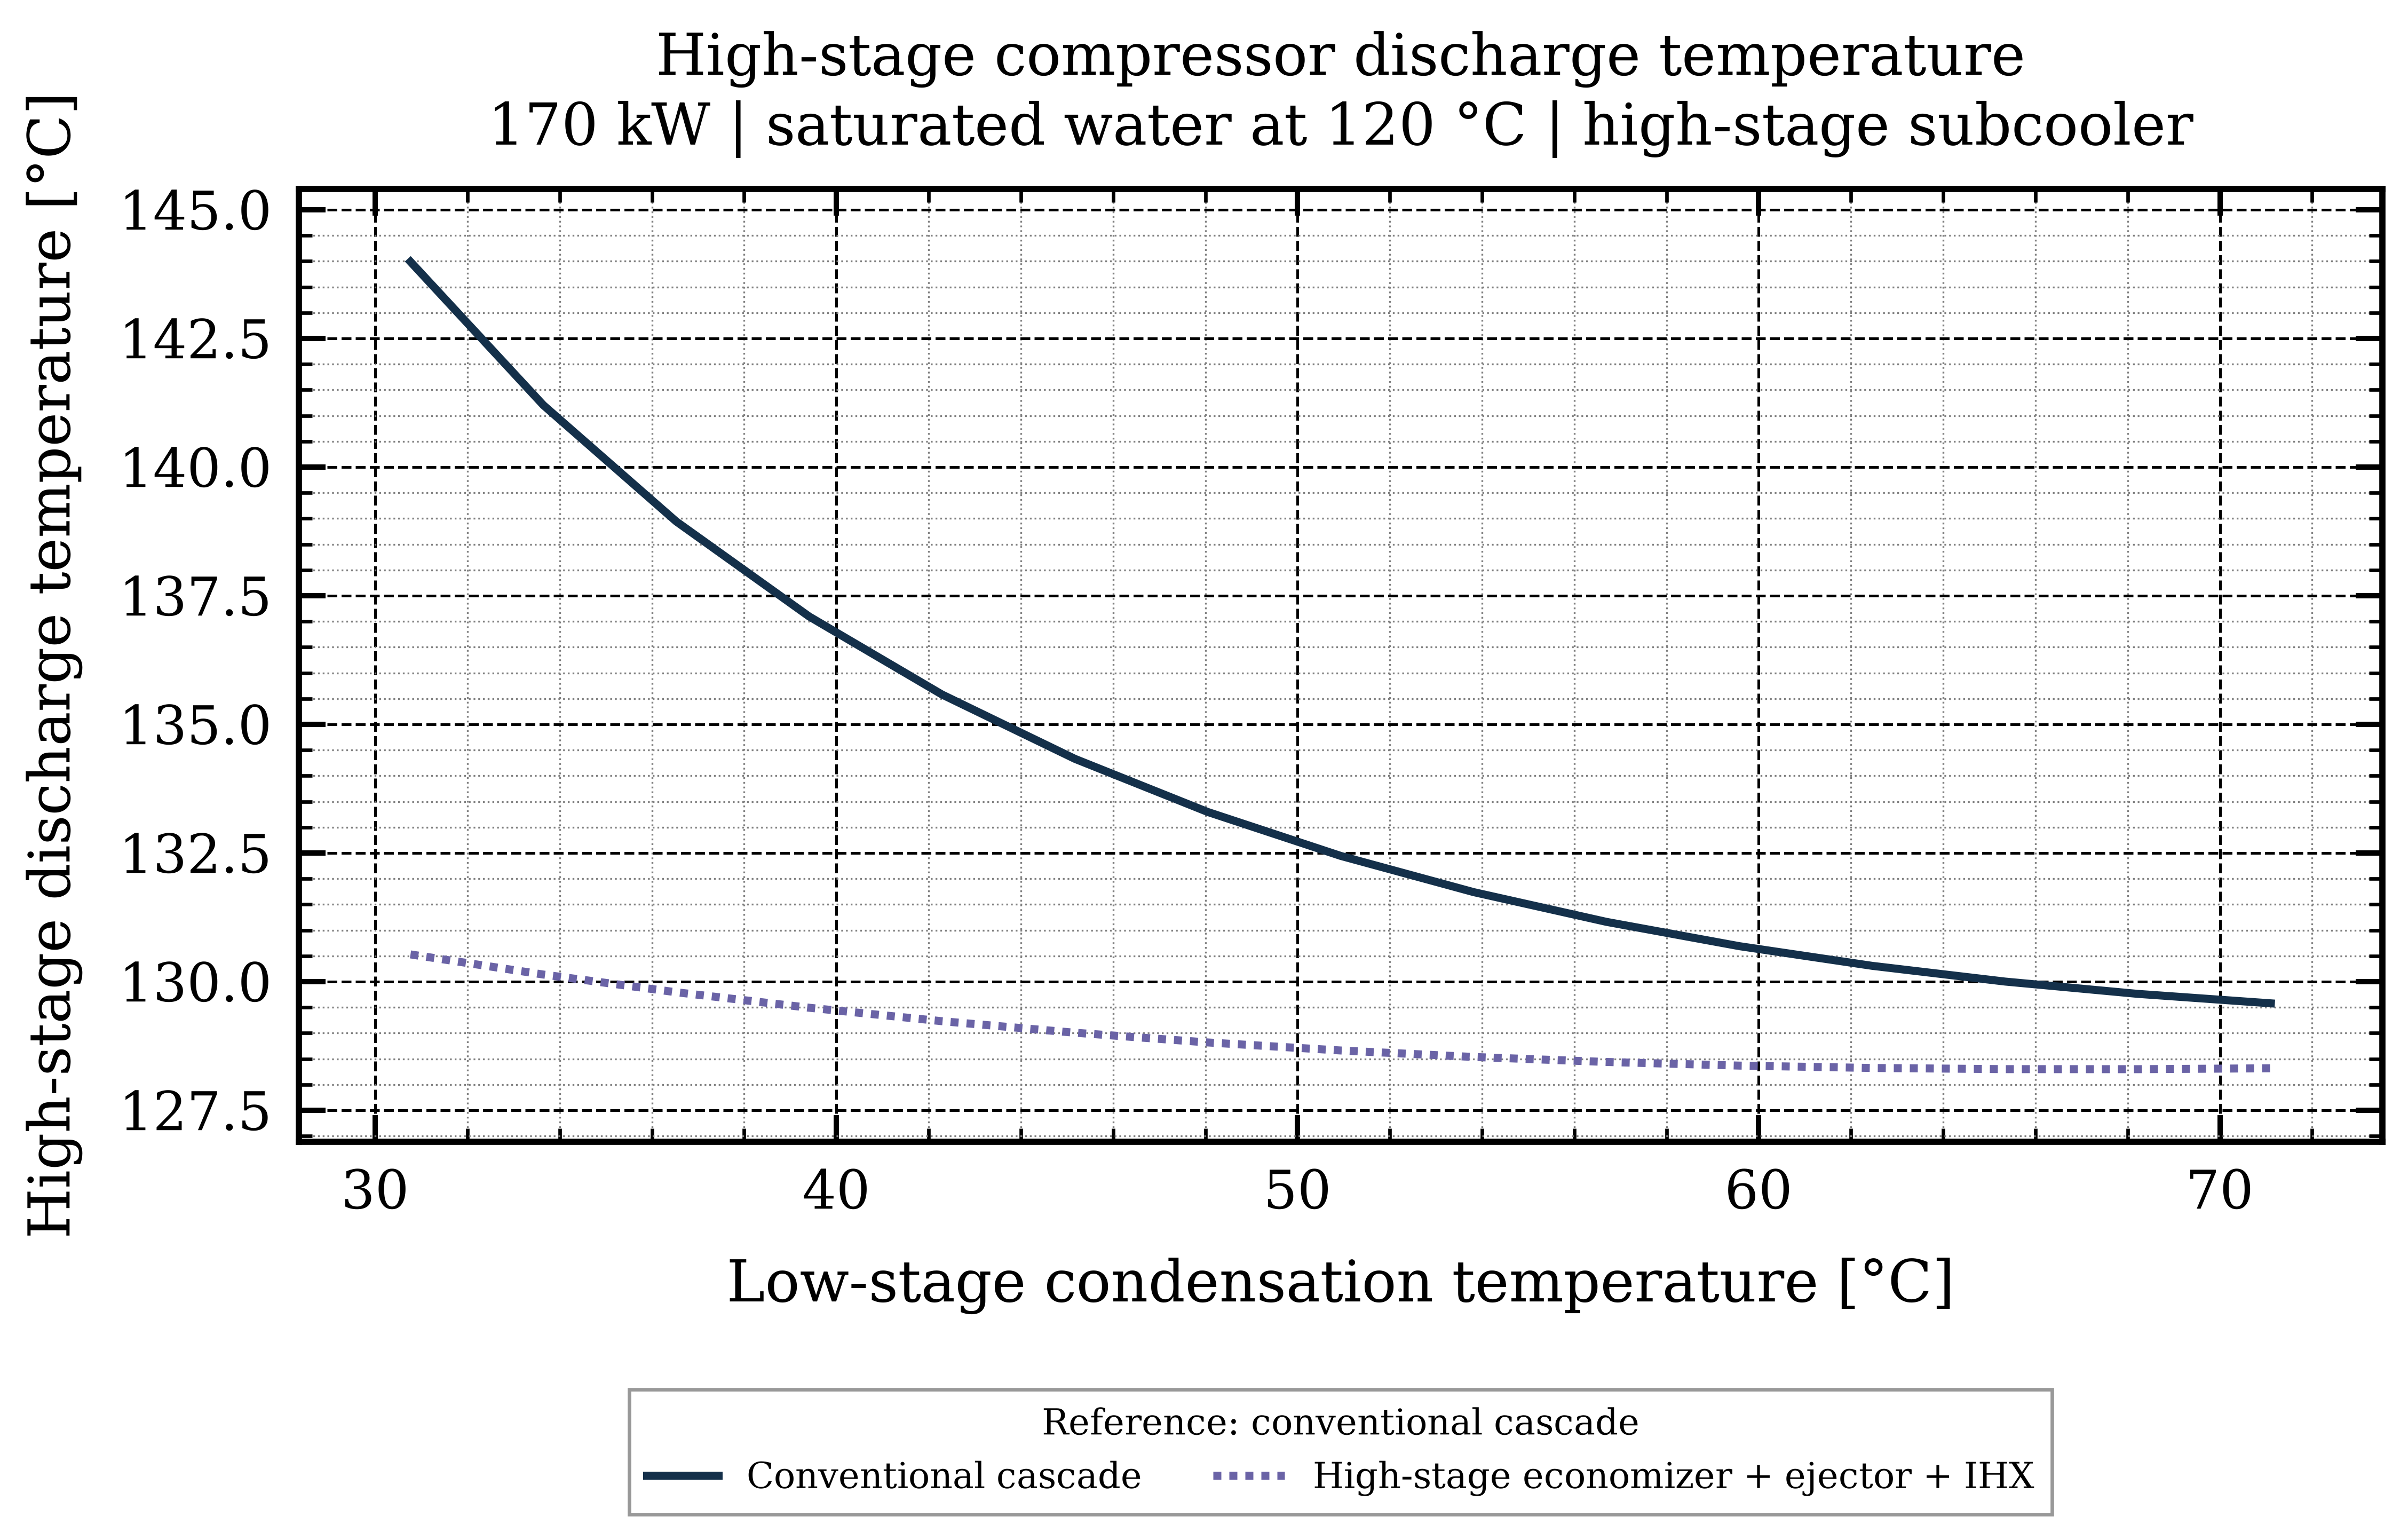 High-stage compressor discharge temperature
170 kW | saturated water at 120 °C | high-stage subcooler
High-stage discharge temperature [°C]
145.0
142.5
140.0
137.5
135.0
132.5
130.0
127.5
30 40 50 60 70
Low-stage condensation temperature [°C]
Reference: conventional cascade
Conventional cascade High-stage economizer + ejector + IHX